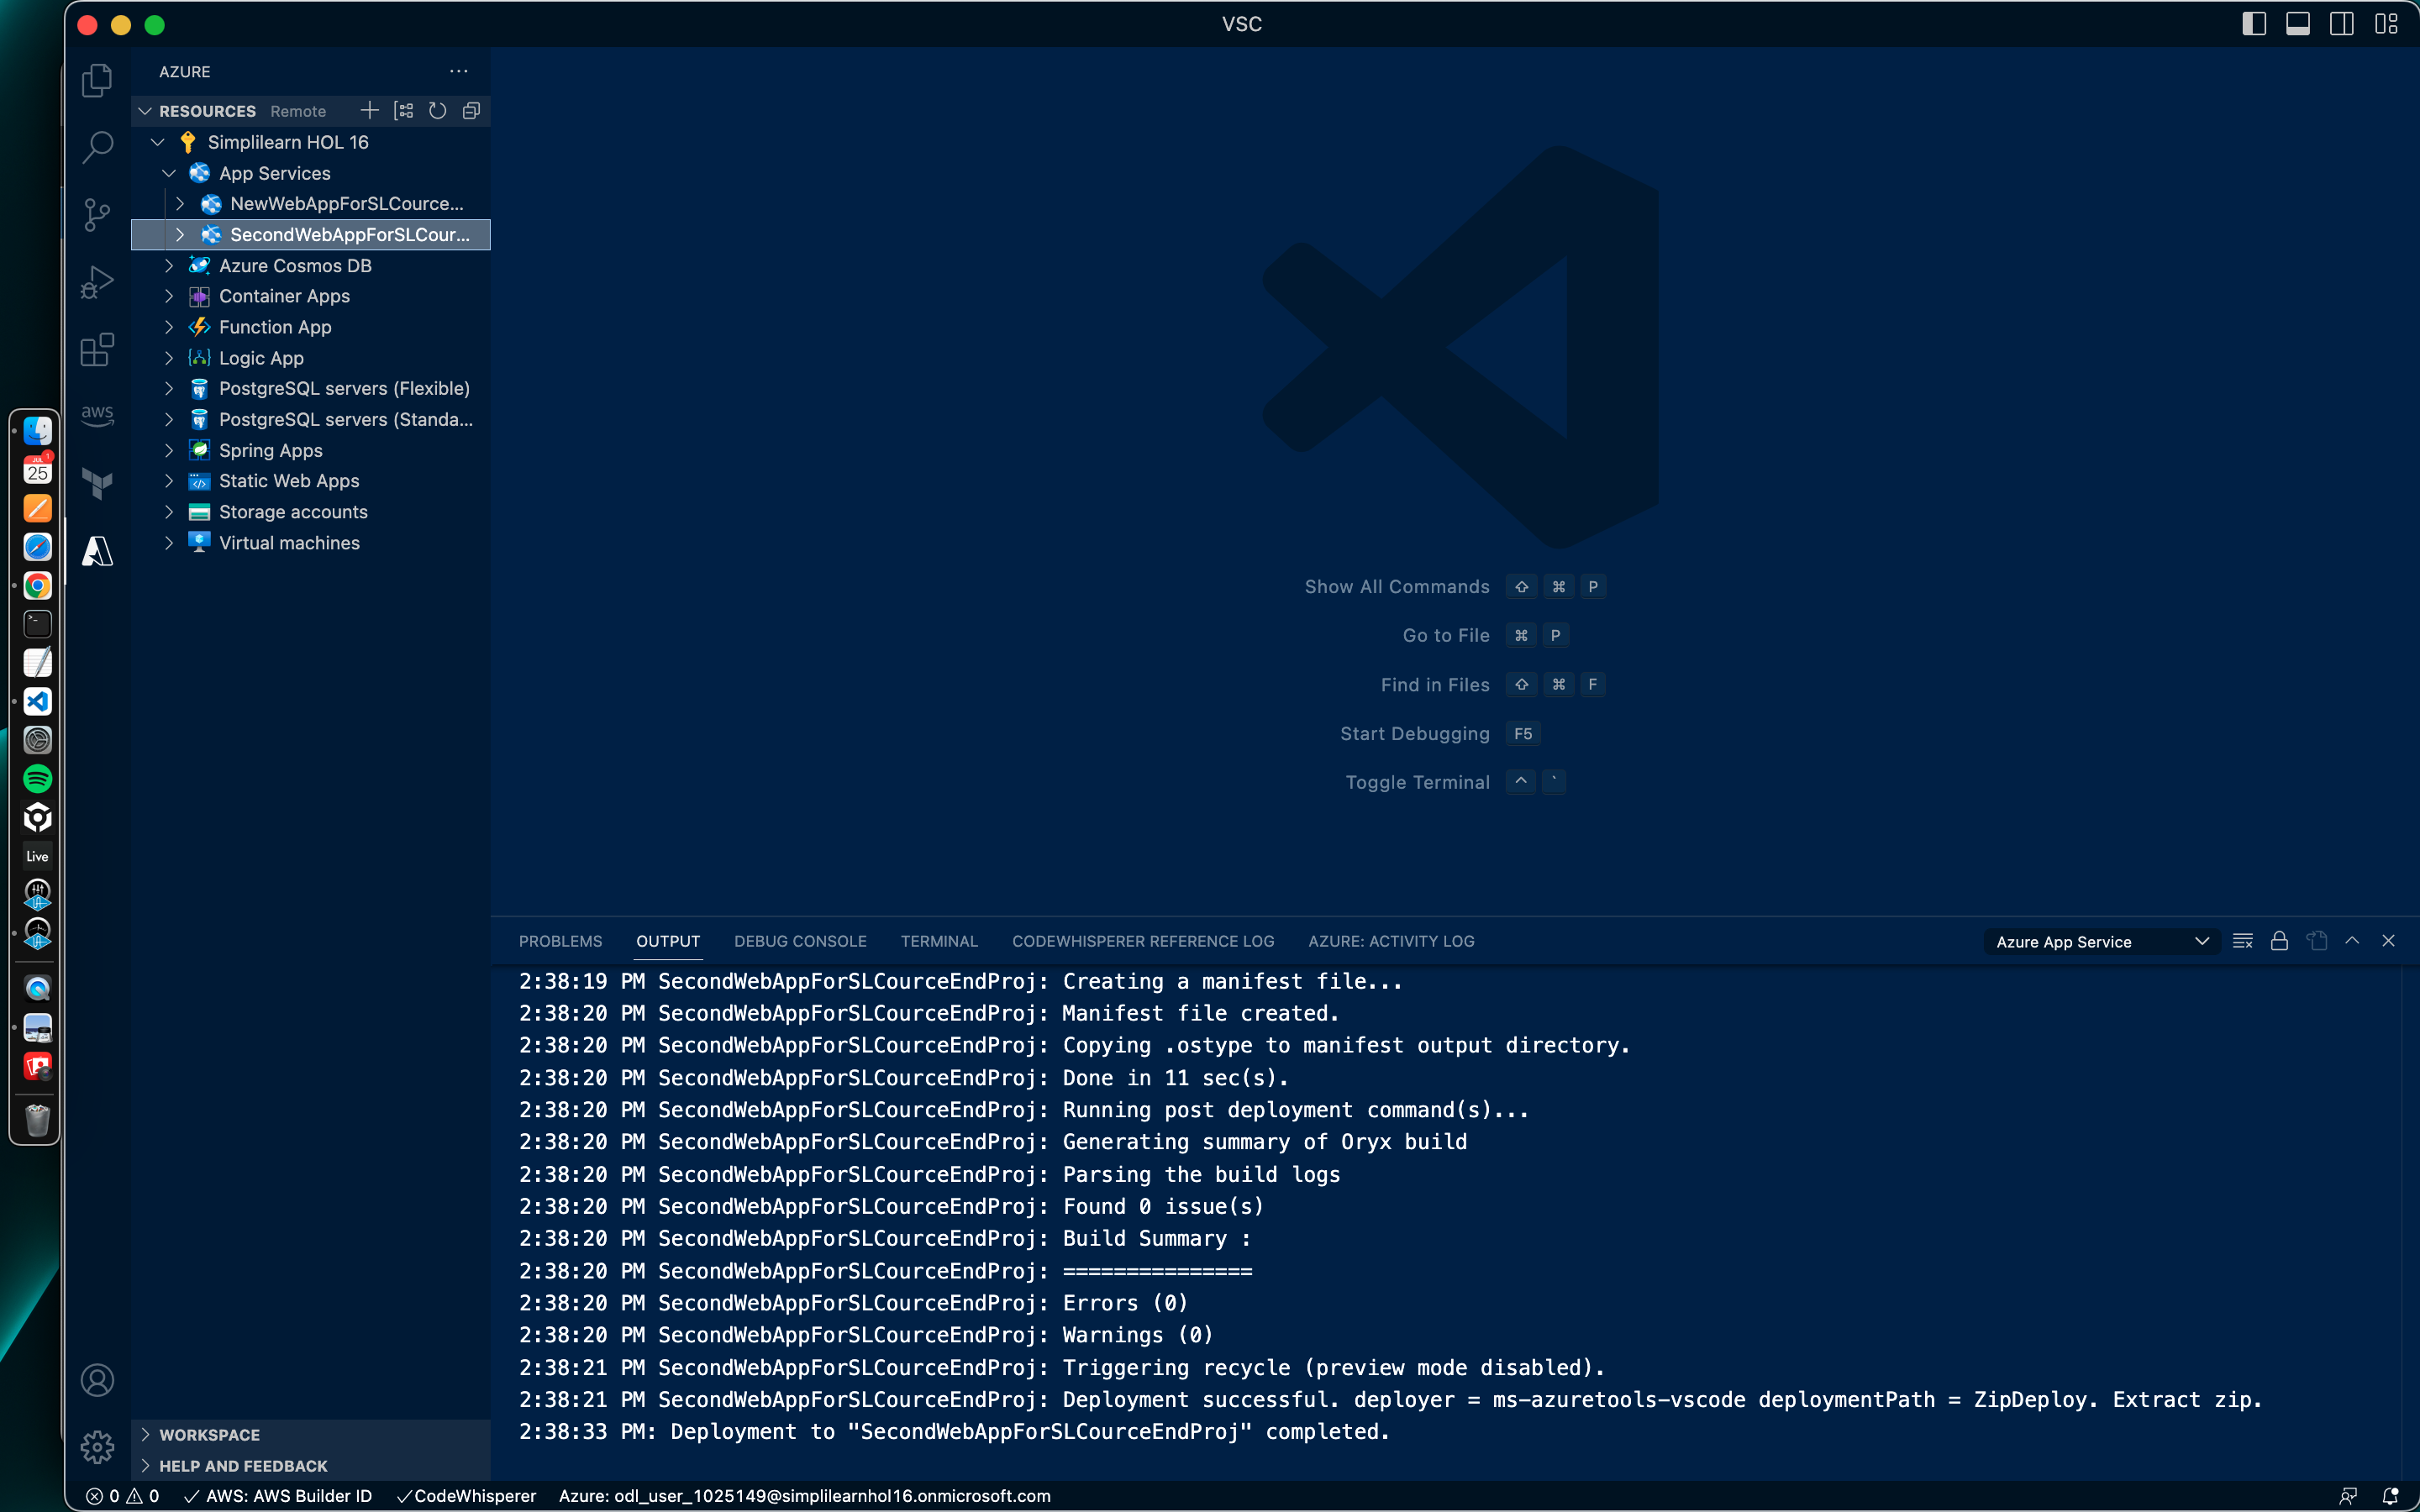 VSC
AZURE
RESOURCES Remote
Simplilearn HOL 16
App Services
NewWebAppForSLCource...
SecondWebAppForSLCour...
Azure Cosmos DB
Container Apps
Function App
Logic App
PostgreSQL servers (Flexible)
PostgreSQL servers (Standa...
Spring Apps
Static Web Apps
Storage accounts
Virtual machines
aws
JUL 1
25
Live
Show All Commands ⇧ ⌘ P
Go to File ⌘ P
Find in Files ⇧ ⌘ F
Start Debugging F5
Toggle Terminal ^ `
PROBLEMS OUTPUT DEBUG CONSOLE TERMINAL CODEWHISPERER REFERENCE LOG AZURE: ACTIVITY LOG Azure App Service
2:38:19 PM SecondWebAppForSLCourceEndProj: Creating a manifest file...
2:38:20 PM SecondWebAppForSLCourceEndProj: Manifest file created.
2:38:20 PM SecondWebAppForSLCourceEndProj: Copying .ostype to manifest output directory.
2:38:20 PM SecondWebAppForSLCourceEndProj: Done in 11 sec(s).
2:38:20 PM SecondWebAppForSLCourceEndProj: Running post deployment command(s)...
2:38:20 PM SecondWebAppForSLCourceEndProj: Generating summary of Oryx build
2:38:20 PM SecondWebAppForSLCourceEndProj: Parsing the build logs
2:38:20 PM SecondWebAppForSLCourceEndProj: Found 0 issue(s)
2:38:20 PM SecondWebAppForSLCourceEndProj: Build Summary :
2:38:20 PM SecondWebAppForSLCourceEndProj: ===============
2:38:20 PM SecondWebAppForSLCourceEndProj: Errors (0)
2:38:20 PM SecondWebAppForSLCourceEndProj: Warnings (0)
2:38:21 PM SecondWebAppForSLCourceEndProj: Triggering recycle (preview mode disabled).
2:38:21 PM SecondWebAppForSLCourceEndProj: Deployment successful. deployer = ms-azuretools-vscode deploymentPath = ZipDeploy. Extract zip.
2:38:33 PM: Deployment to "SecondWebAppForSLCourceEndProj" completed.
WORKSPACE
HELP AND FEEDBACK
0 0 AWS: AWS Builder ID CodeWhisperer Azure: odl_user_1025149@simplilearnhol16.onmicrosoft.com